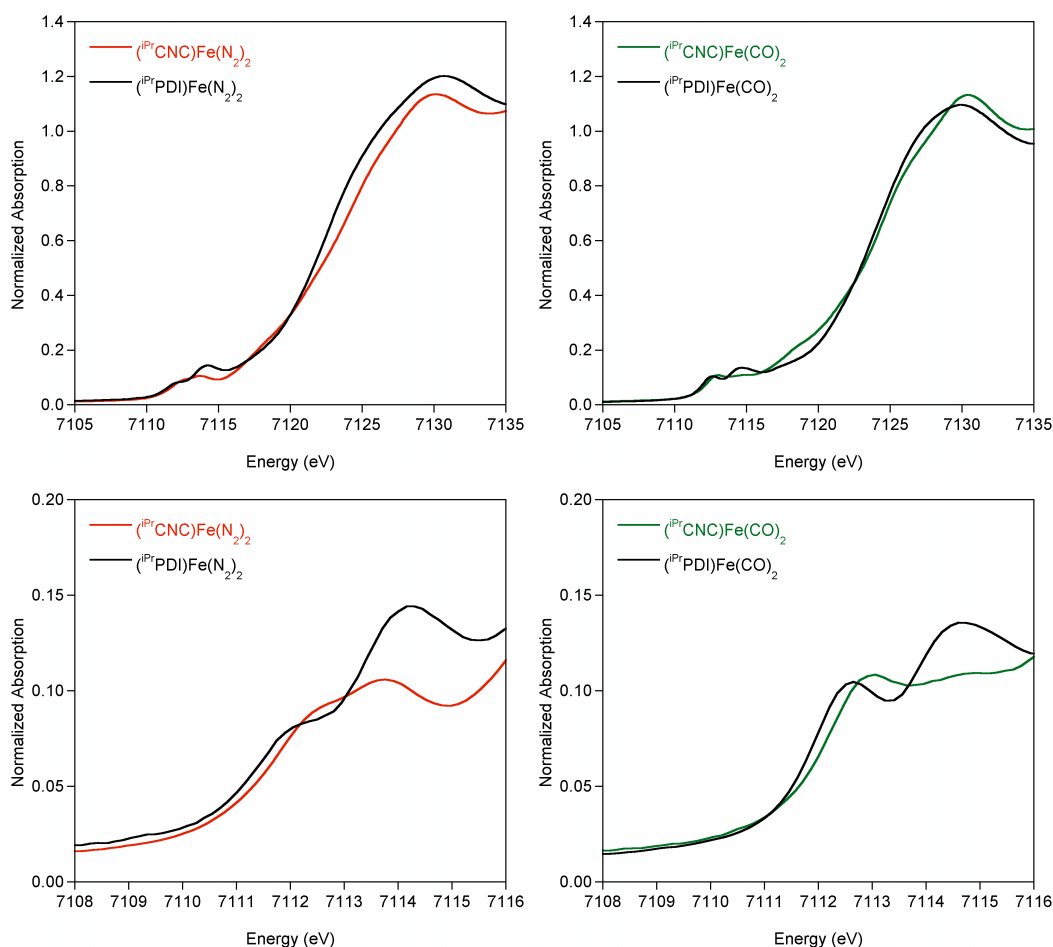 1.4
1.2
1.0
0.8
0.6
0.4
0.2
0.0
Normalized Absorption
(iPrCNC)Fe(N2)2
(iPrPDI)Fe(N2)2
7105 7110 7115 7120 7125 7130 7135
Energy (eV)
1.4
1.2
1.0
0.8
0.6
0.4
0.2
0.0
Normalized Absorption
(iPrCNC)Fe(CO)2
(iPrPDI)Fe(CO)2
7105 7110 7115 7120 7125 7130 7135
Energy (eV)
0.20
0.15
0.10
0.05
0.00
Normalized Absorption
(iPrCNC)Fe(N2)2
(iPrPDI)Fe(N2)2
7108 7109 7110 7111 7112 7113 7114 7115 7116
Energy (eV)
0.20
0.15
0.10
0.05
0.00
Normalized Absorption
(iPrCNC)Fe(CO)2
(iPrPDI)Fe(CO)2
7108 7109 7110 7111 7112 7113 7114 7115 7116
Energy (eV)